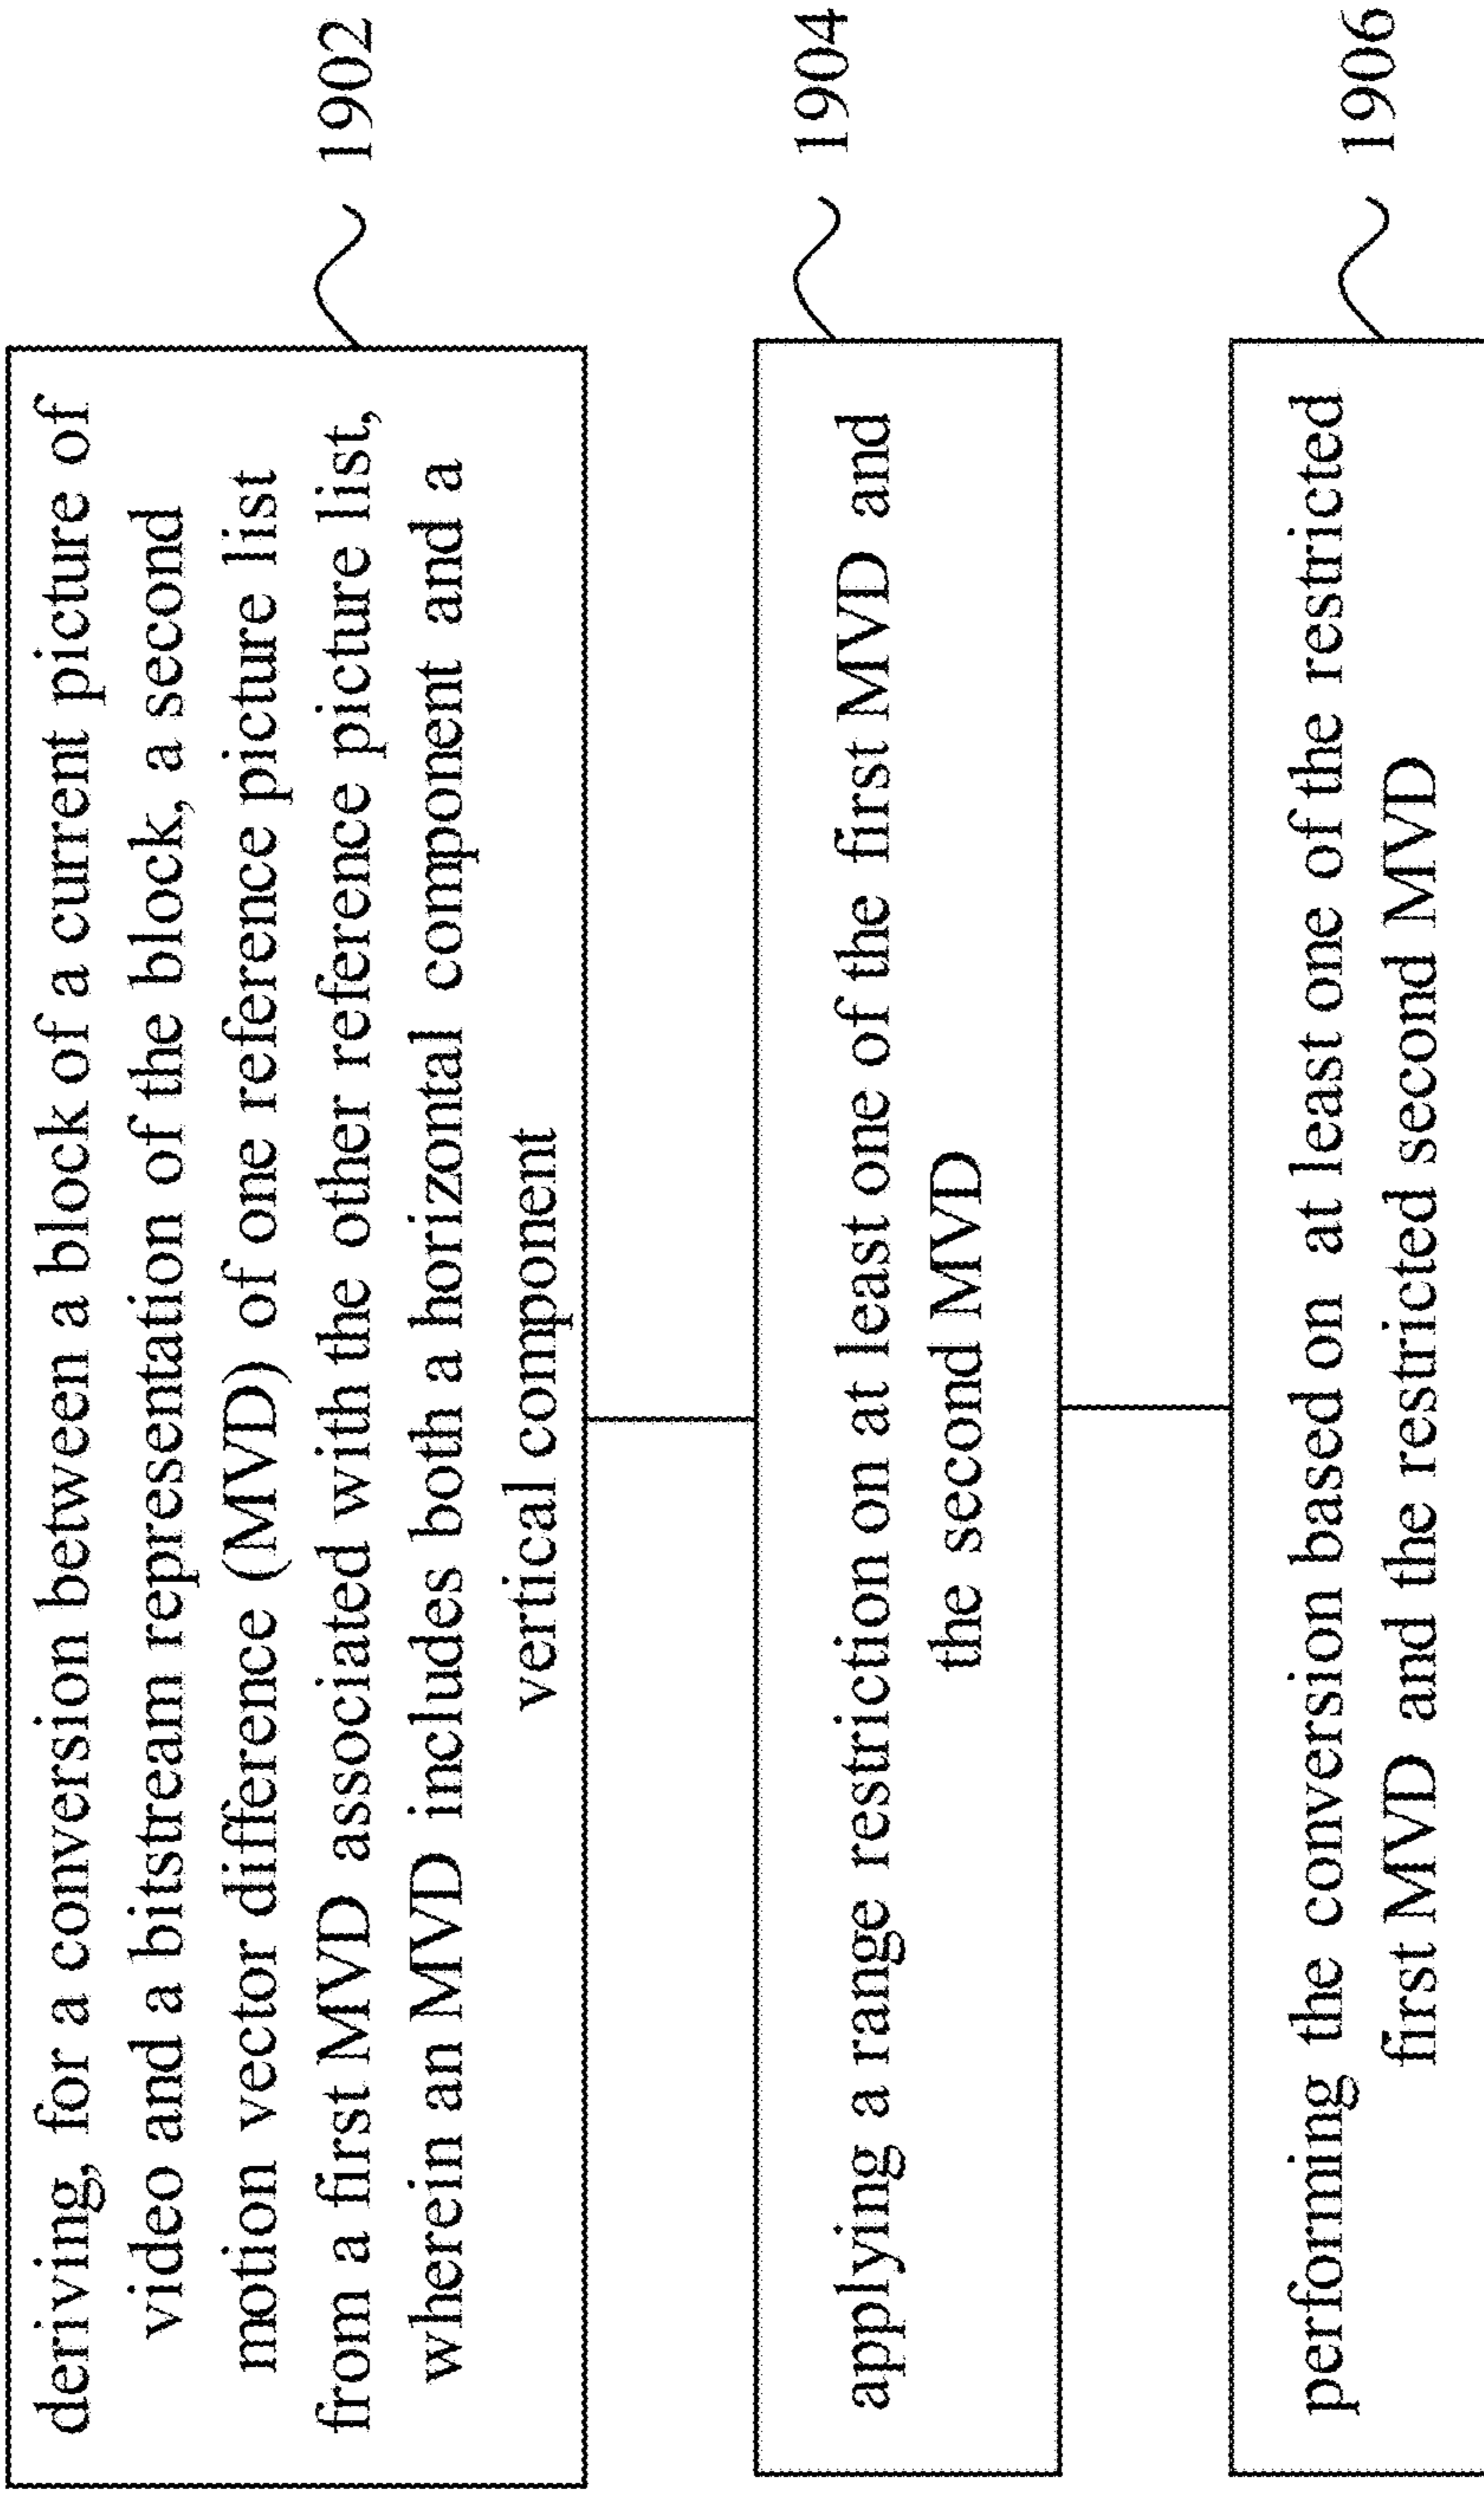 deriving, for a conversion between a block of a current picture of
video and a bitstream representation of the block, a second
motion vector difference (MVD) of one reference picture list
from a first MVD associated with the other reference picture list,
wherein an MVD includes both a horizontal component and a
vertical component
1902
applying a range restriction on at least one of the first MVD and
the second MVD
1904
performing the conversion based on at least one of the restricted
first MVD and the restricted second MVD
1906